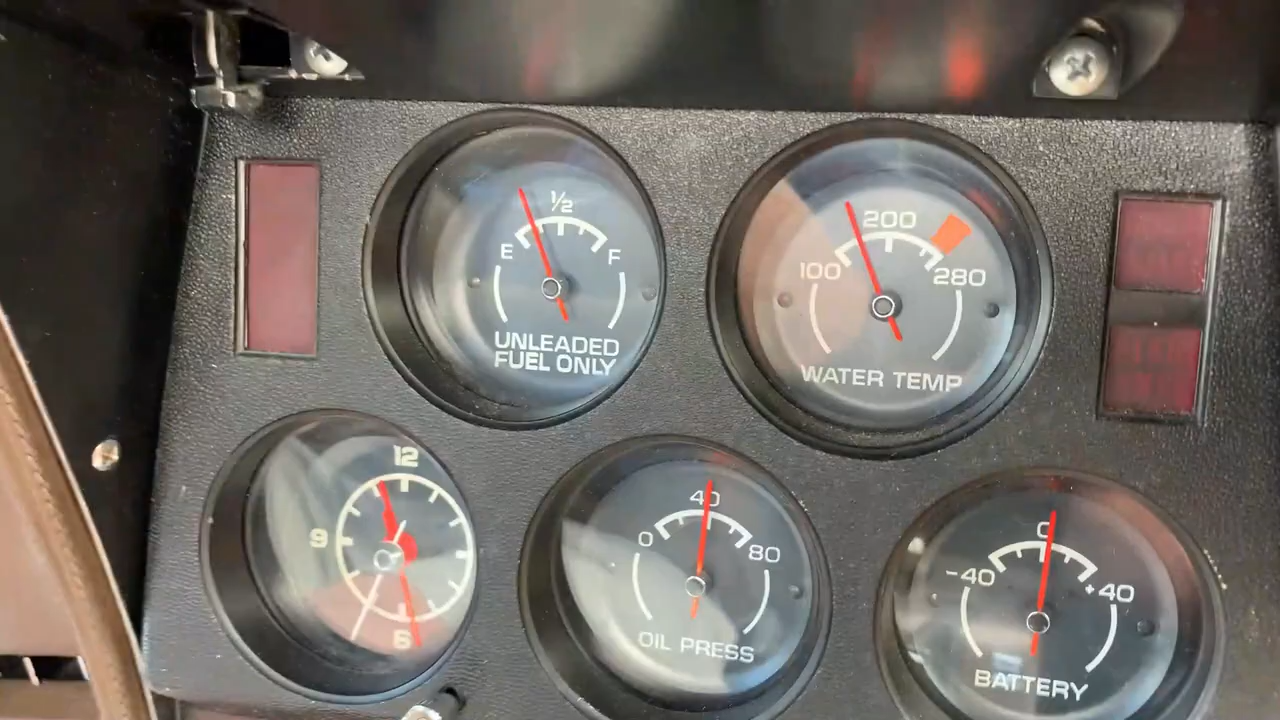 ½
E F
UNLEADED
FUEL ONLY
200
100 280
WATER TEMP
12
9
6
40
0 80
OIL PRESS
0
-40 +40
BATTERY